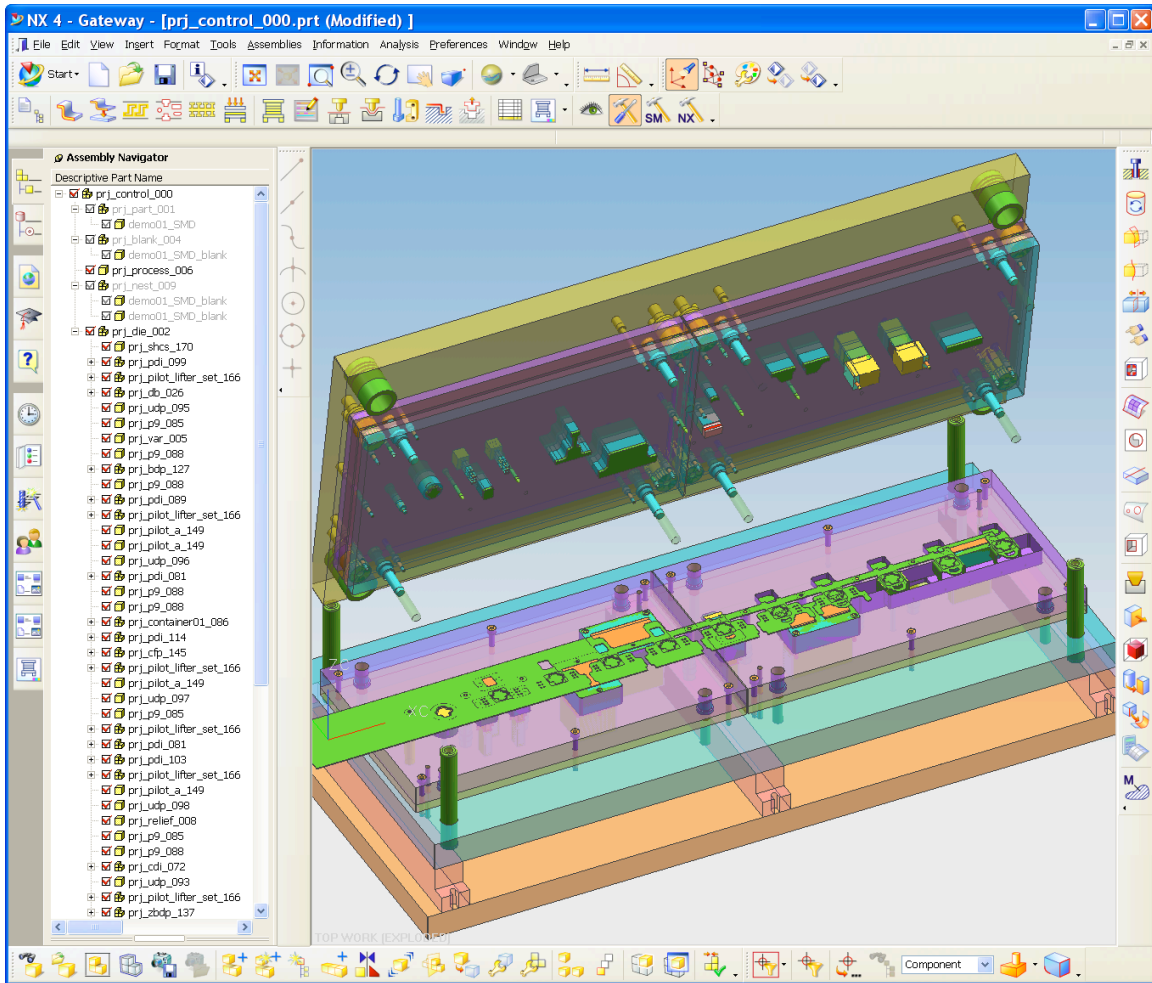 NX 4 - Gateway - [prj_control_000.prt (Modified) ]
File Edit View Insert Format Tools Assemblies Information Analysis Preferences Window Help
Start
SM NX
Assembly Navigator
Descriptive Part Name
prj_control_000
prj_part_001
demo01_SMD
prj_blank_004
demo01_SMD_blank
prj_process_006
prj_nest_009
demo01_SMD_blank
demo01_SMD_blank
prj_die_002
prj_shcs_170
prj_pdi_099
prj_pilot_lifter_set_166
prj_db_026
prj_udp_095
prj_p9_085
prj_var_005
prj_p9_088
prj_bdp_127
prj_p9_088
prj_pdi_089
prj_pilot_lifter_set_166
prj_pilot_a_149
prj_pilot_a_149
prj_udp_096
prj_pdi_081
prj_p9_088
prj_p9_088
prj_container01_086
prj_pdi_114
prj_cfp_145
prj_pilot_lifter_set_166
prj_pilot_a_149
prj_udp_097
prj_p9_085
prj_pilot_lifter_set_166
prj_pdi_081
prj_pdi_103
prj_pilot_lifter_set_166
prj_pilot_a_149
prj_udp_098
prj_relief_008
prj_p9_085
prj_p9_088
prj_cdi_072
prj_udp_093
prj_pilot_lifter_set_166
prj_zbdp_137
ZC
XC
TOP WORK [EXPLODED]
M
Component